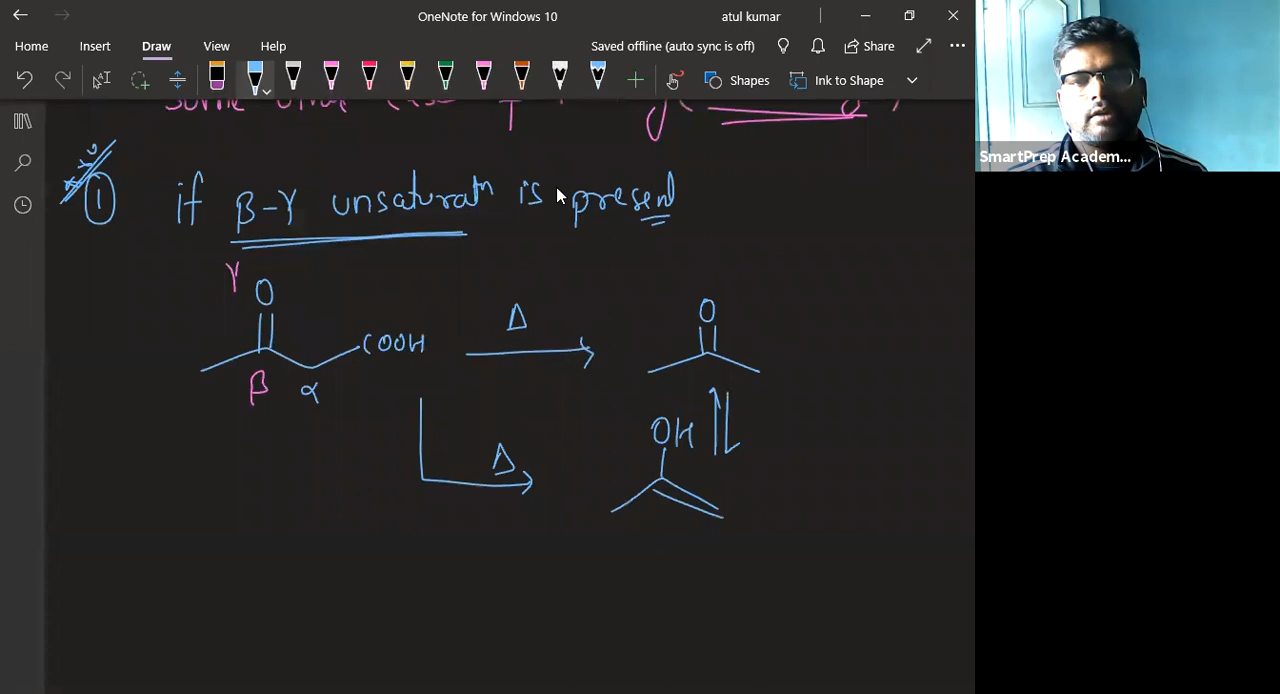 OneNote for Windows 10
atul kumar
Home Insert Draw View Help
Saved offline (auto sync is off)
Share
Shapes
Ink to Shape
SmartPrep Academ...
① if β-γ unsaturatⁿ is present
γ
O
COOH
β
α
Δ
O
OH
Δ